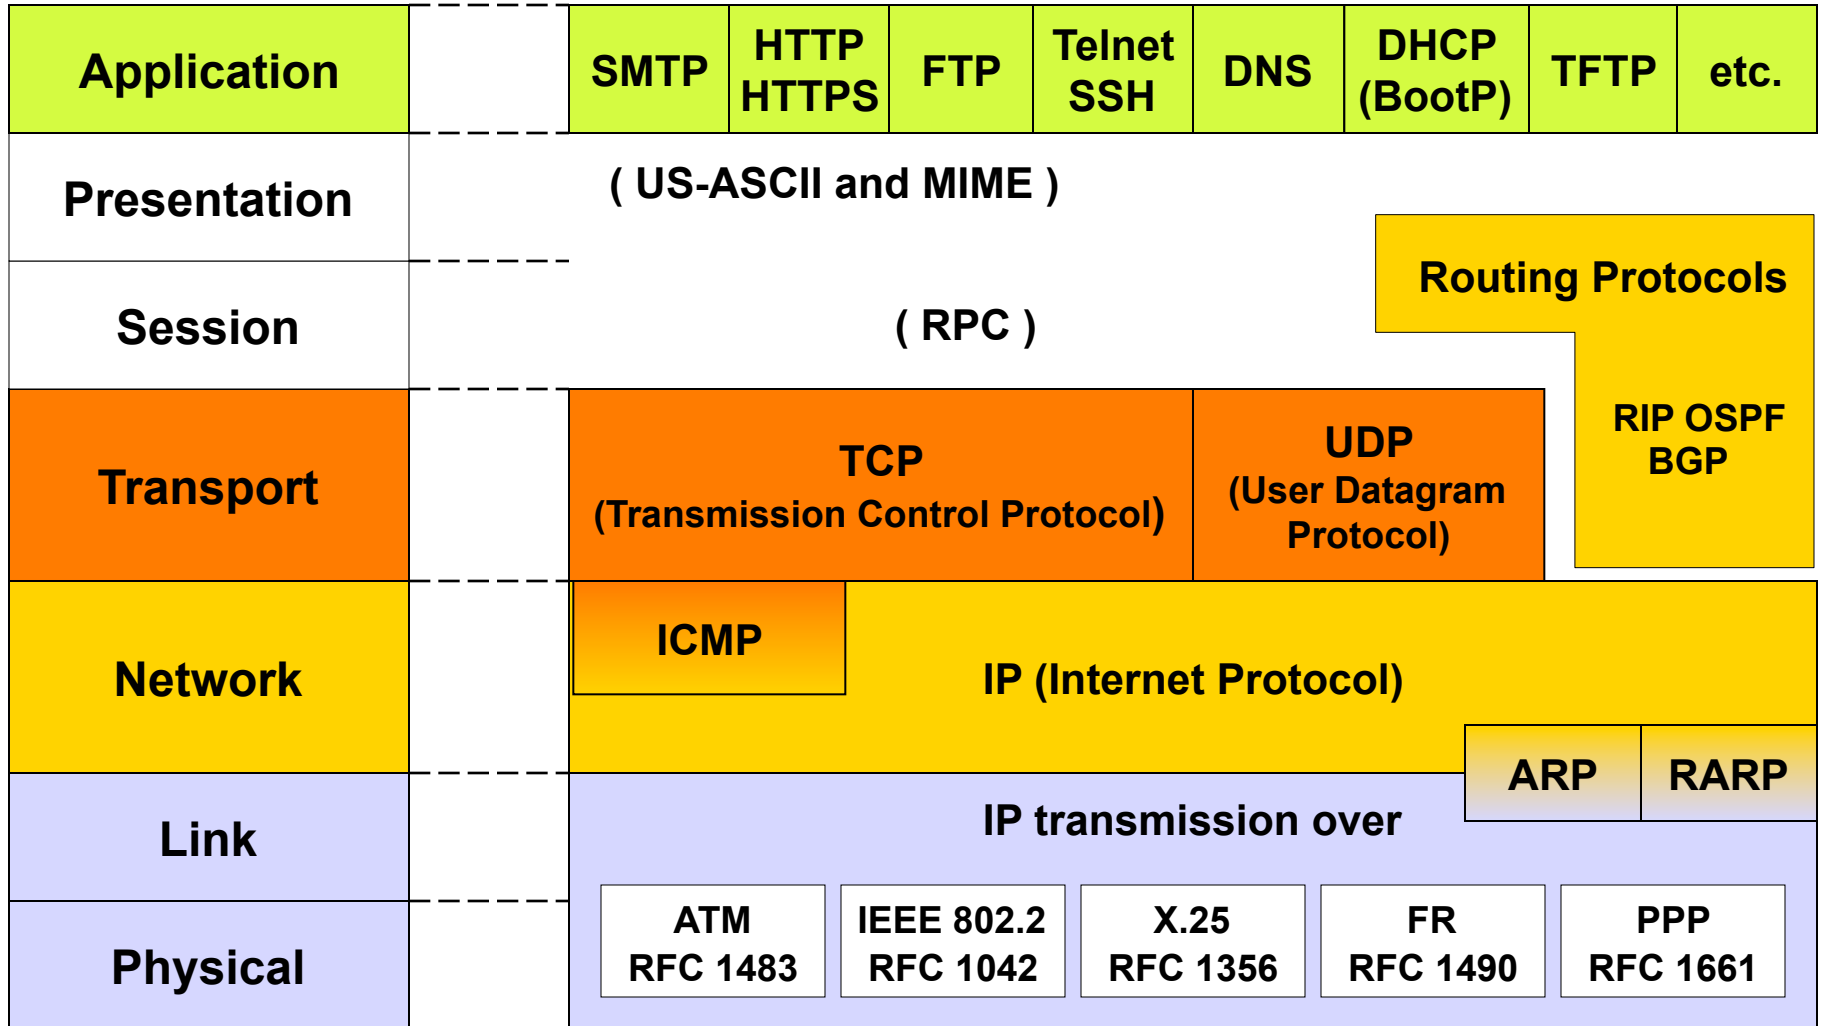 Application
SMTP
HTTP
HTTPS
FTP
Telnet
SSH
DNS
DHCP
(BootP)
TFTP
etc.
Presentation
( US-ASCII and MIME )
Routing Protocols
Session
( RPC )
RIP OSPF
BGP
Transport
TCP
(Transmission Control Protocol)
UDP
(User Datagram
Protocol)
Network
ICMP
IP (Internet Protocol)
ARP
RARP
Link
IP transmission over
Physical
ATM
RFC 1483
IEEE 802.2
RFC 1042
X.25
RFC 1356
FR
RFC 1490
PPP
RFC 1661